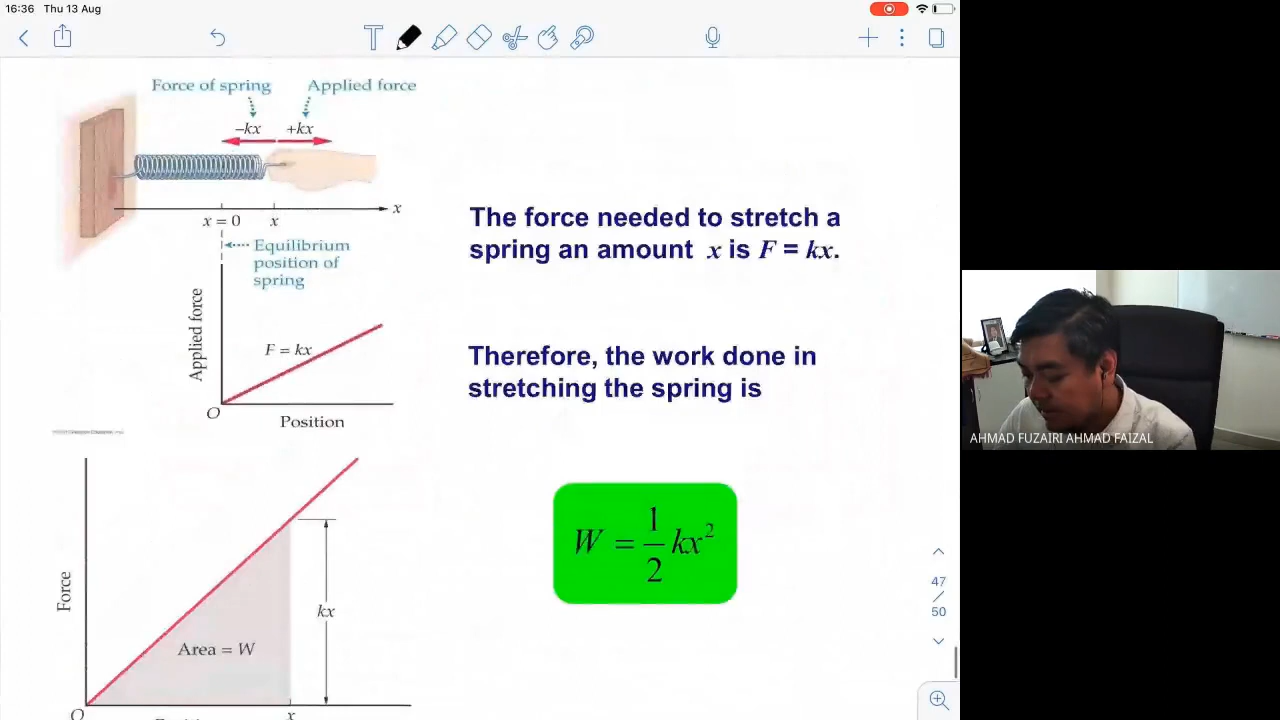 16:36 Thu 13 Aug
Force of spring
Applied force
–kx
+kx
x = 0
x
x
Equilibrium
position of
spring
Applied force
F = kx
O
Position
The force needed to stretch a
spring an amount x is F = kx.
Therefore, the work done in
stretching the spring is
W = 1/2 kx²
Force
kx
Area = W
O
x
47
/
50
AHMAD FUZAIRI AHMAD FAIZAL